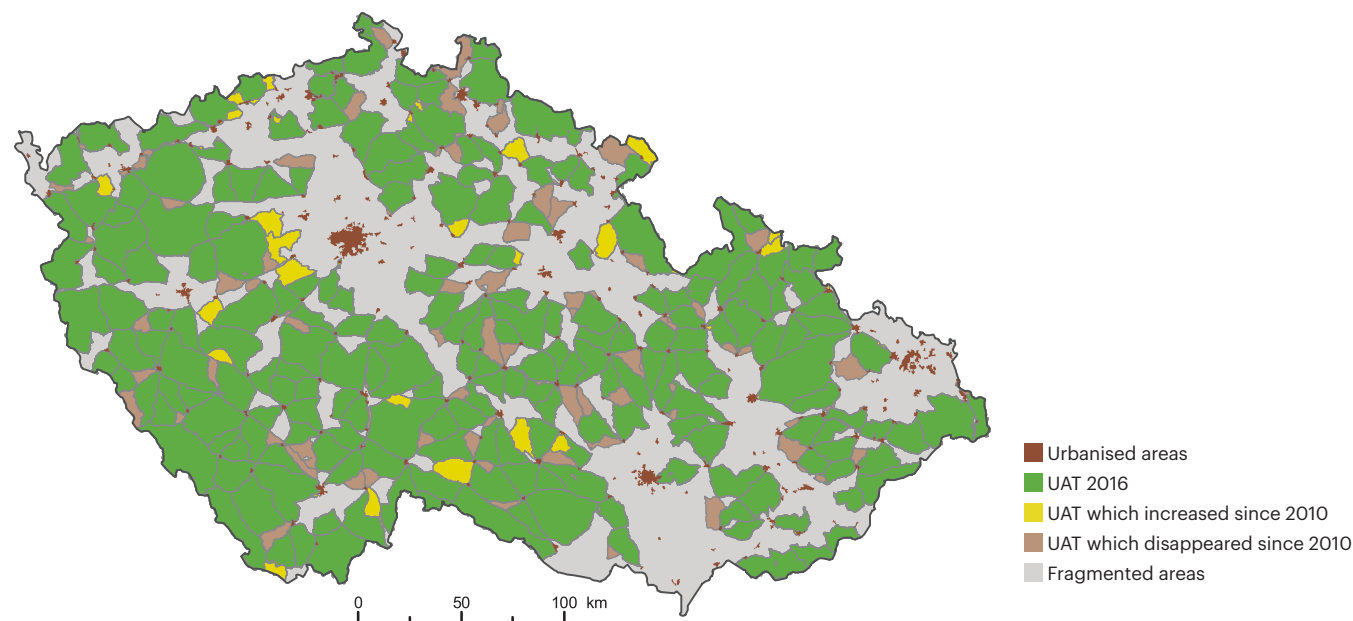 Urbanised areas
UAT 2016
UAT which increased since 2010
UAT which disappeared since 2010
Fragmented areas
0 50 100 km